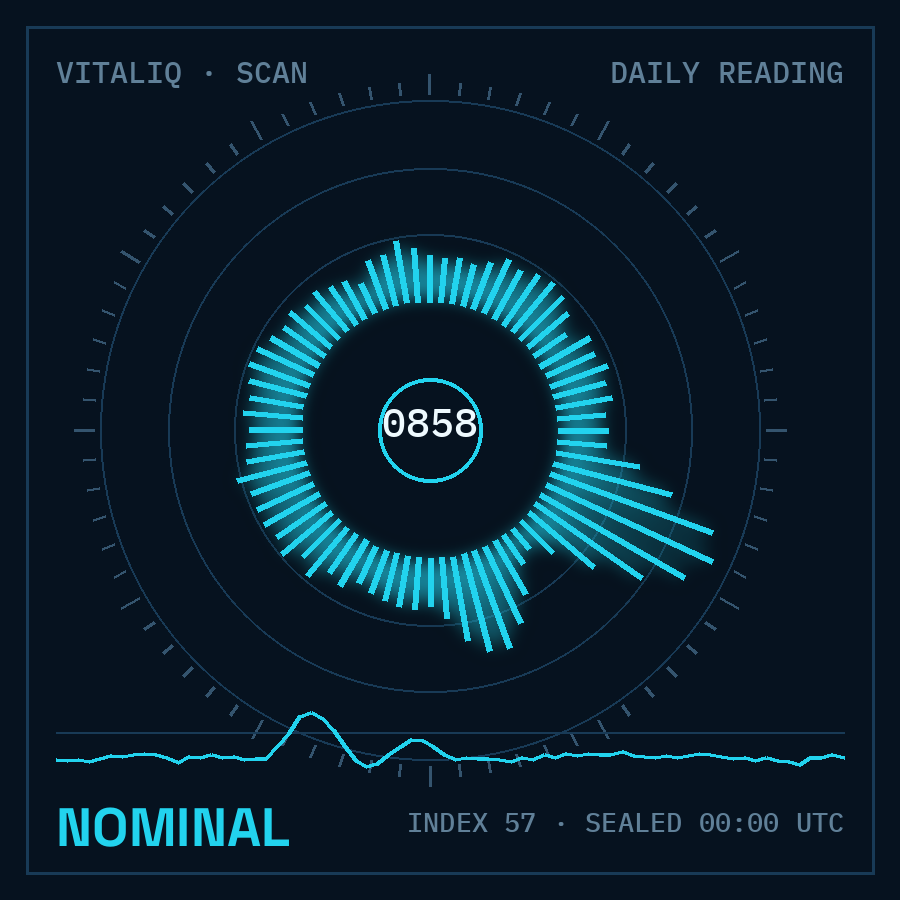 VITALIQ · SCAN
DAILY READING
0858
NOMINAL
INDEX 57 · SEALED 00:00 UTC